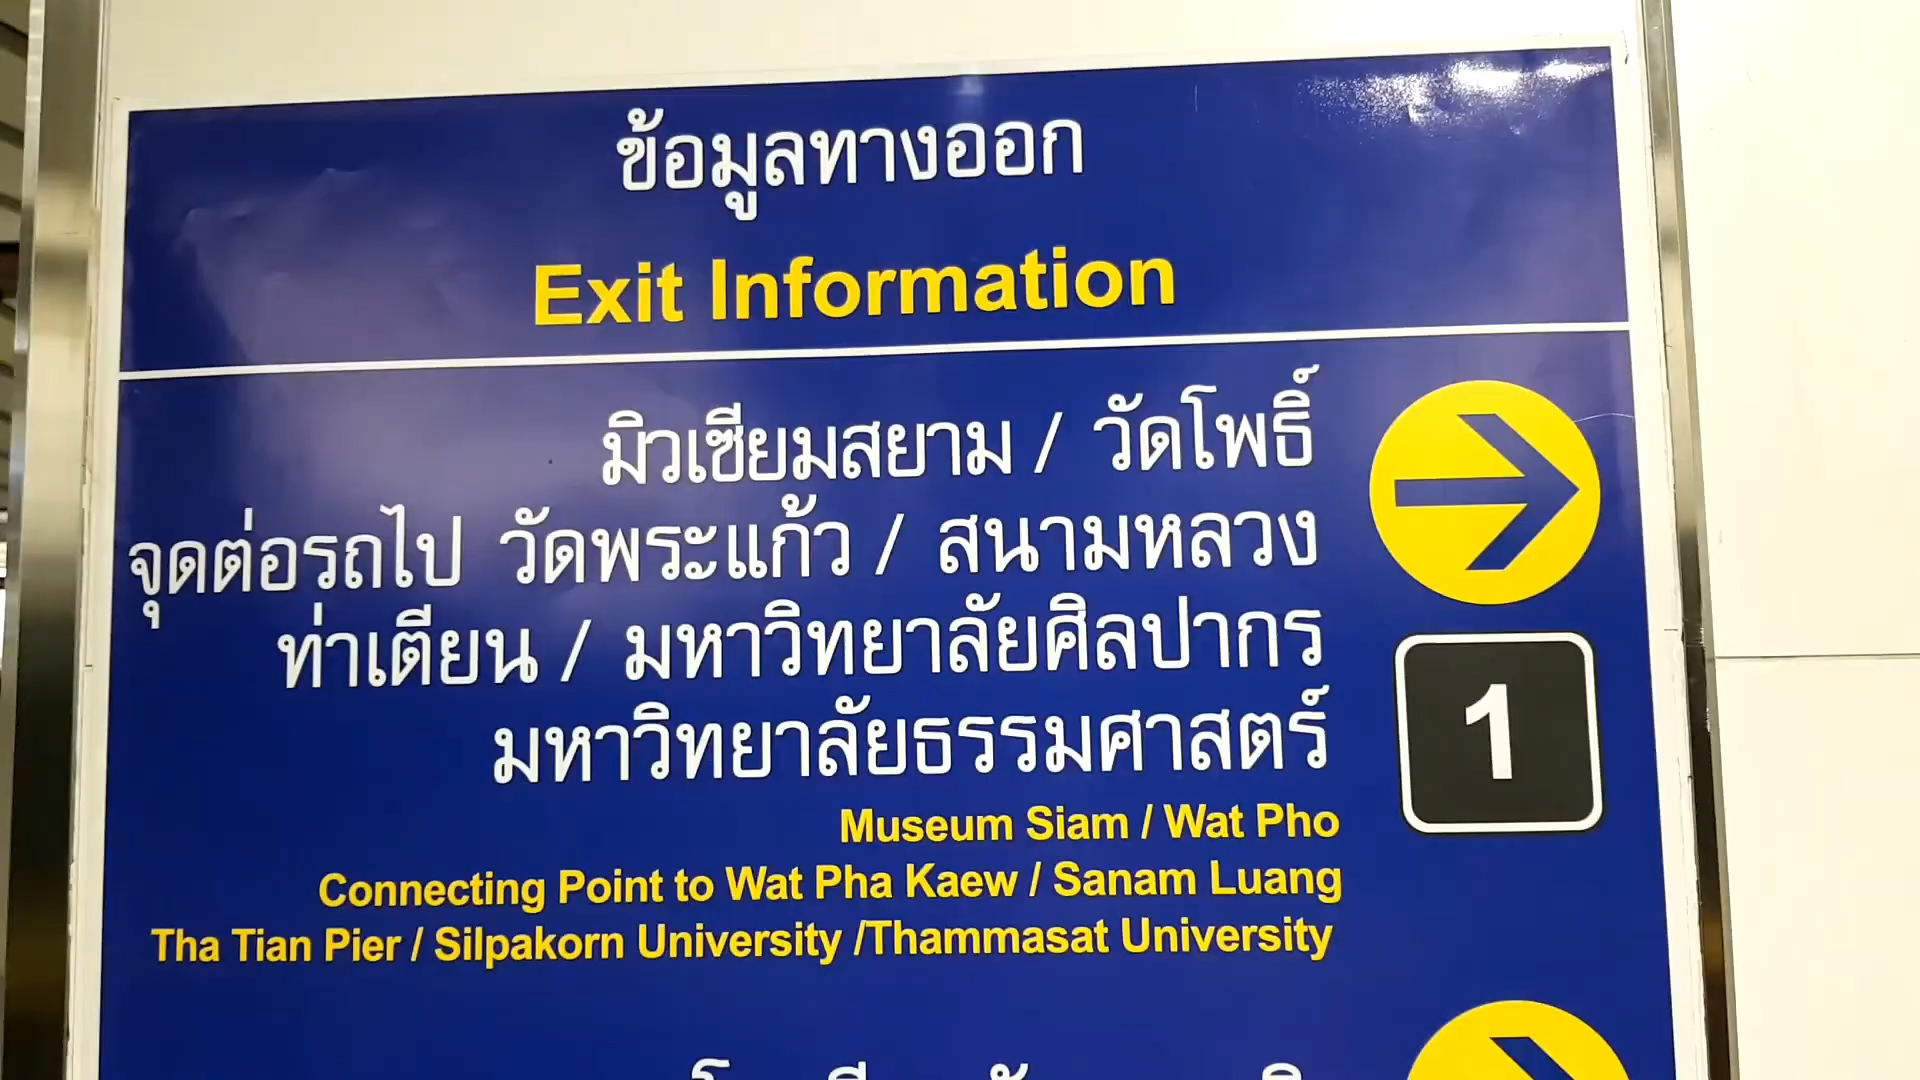 ข้อมูลทางออก
Exit Information
มิวเซียมสยาม / วัดโพธิ์
จุดต่อรถไป วัดพระแก้ว / สนามหลวง
ท่าเตียน / มหาวิทยาลัยศิลปากร
มหาวิทยาลัยธรรมศาสตร์
1
Museum Siam / Wat Pho
Connecting Point to Wat Pha Kaew / Sanam Luang
Tha Tian Pier / Silpakorn University /Thammasat University